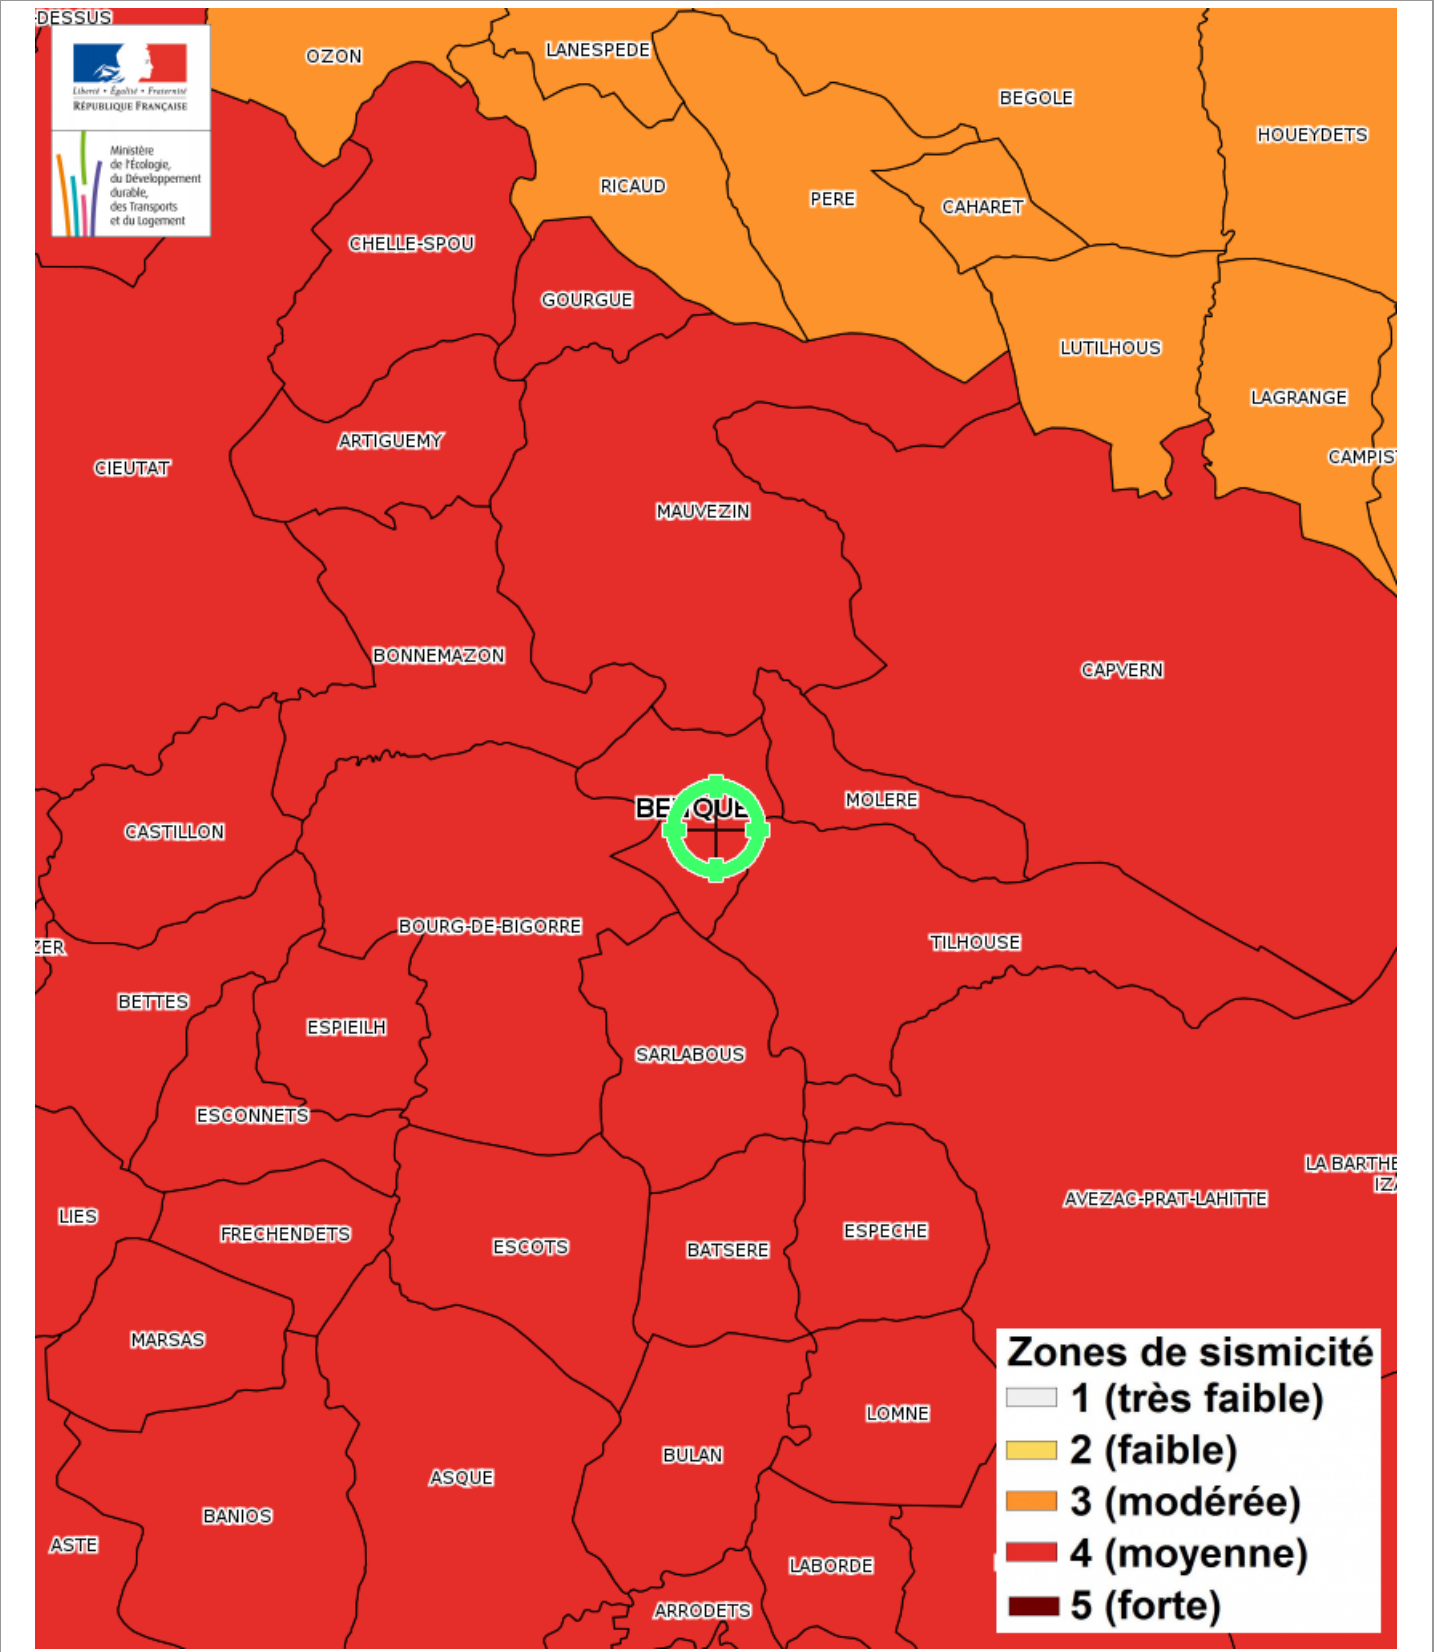 DESSUS
Liberté • Égalité • Fraternité
RÉPUBLIQUE FRANÇAISE
Ministère
de l'Écologie,
du Développement
durable,
des Transports
et du Logement
OZON
LANESPEDE
BEGOLE
HOUEYDETS
RICAUD
PERE
CAHARET
CHELLE-SPOU
GOURGUE
LUTILHOUS
LAGRANGE
ARTIGUEMY
CIEUTAT
CAMPIS
MAUVEZIN
BONNEMAZON
CAPVERN
MOLERE
CASTILLON
BOURG-DE-BIGORRE
TILHOUSE
ZER
BETTES
ESPIEILH
SARLABOUS
ESCONNETS
LA BARTHE
IZA
AVEZAC-PRAT-LAHITTE
LIES
FRECHENDETS
ESCOTS
BATSERE
ESPECHE
MARSAS
LOMNE
BULAN
ASQUE
BANIOS
ASTE
LABORDE
ARRODETS
Zones de sismicité
1 (très faible)
2 (faible)
3 (modérée)
4 (moyenne)
5 (forte)